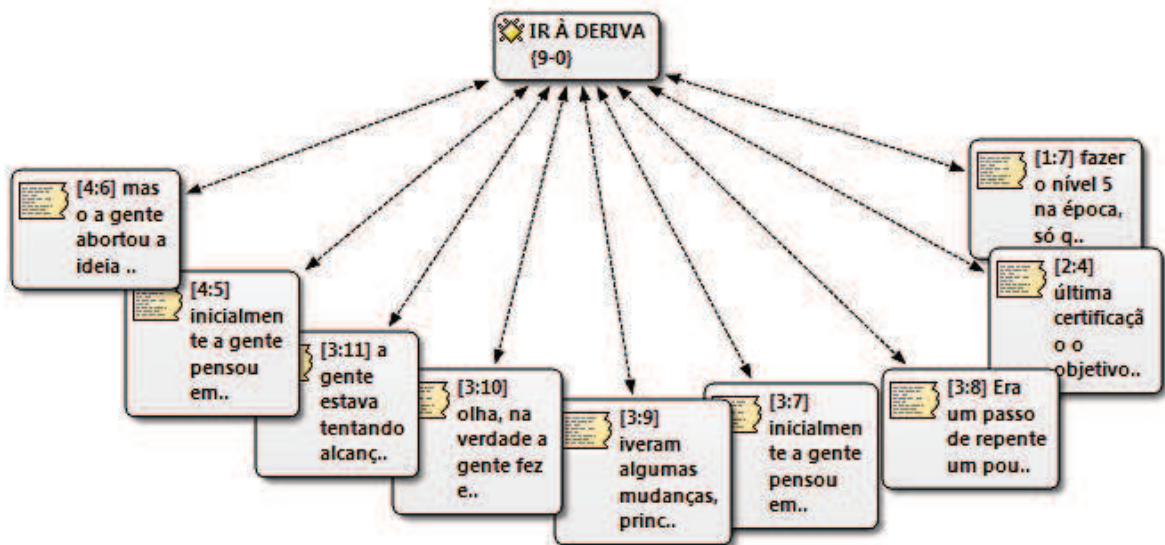 IR À DERIVA
{9-0}
[4:6] mas
o a gente
abortou a
ideia ..
[4:5]
inicialmen
te a gente
pensou
em..
[3:11] a
gente
estava
tentando
alcanç..
[3:10]
olha, na
verdade a
gente fez
e..
[3:9]
iveram
algumas
mudanças,
princ..
[3:7]
inicialmen
te a gente
pensou
em..
[3:8] Era
um passo
de repente
um pou..
[2:4]
última
certificaçã
o o
objetivo..
[1:7] fazer
o nível 5
na época,
só q..